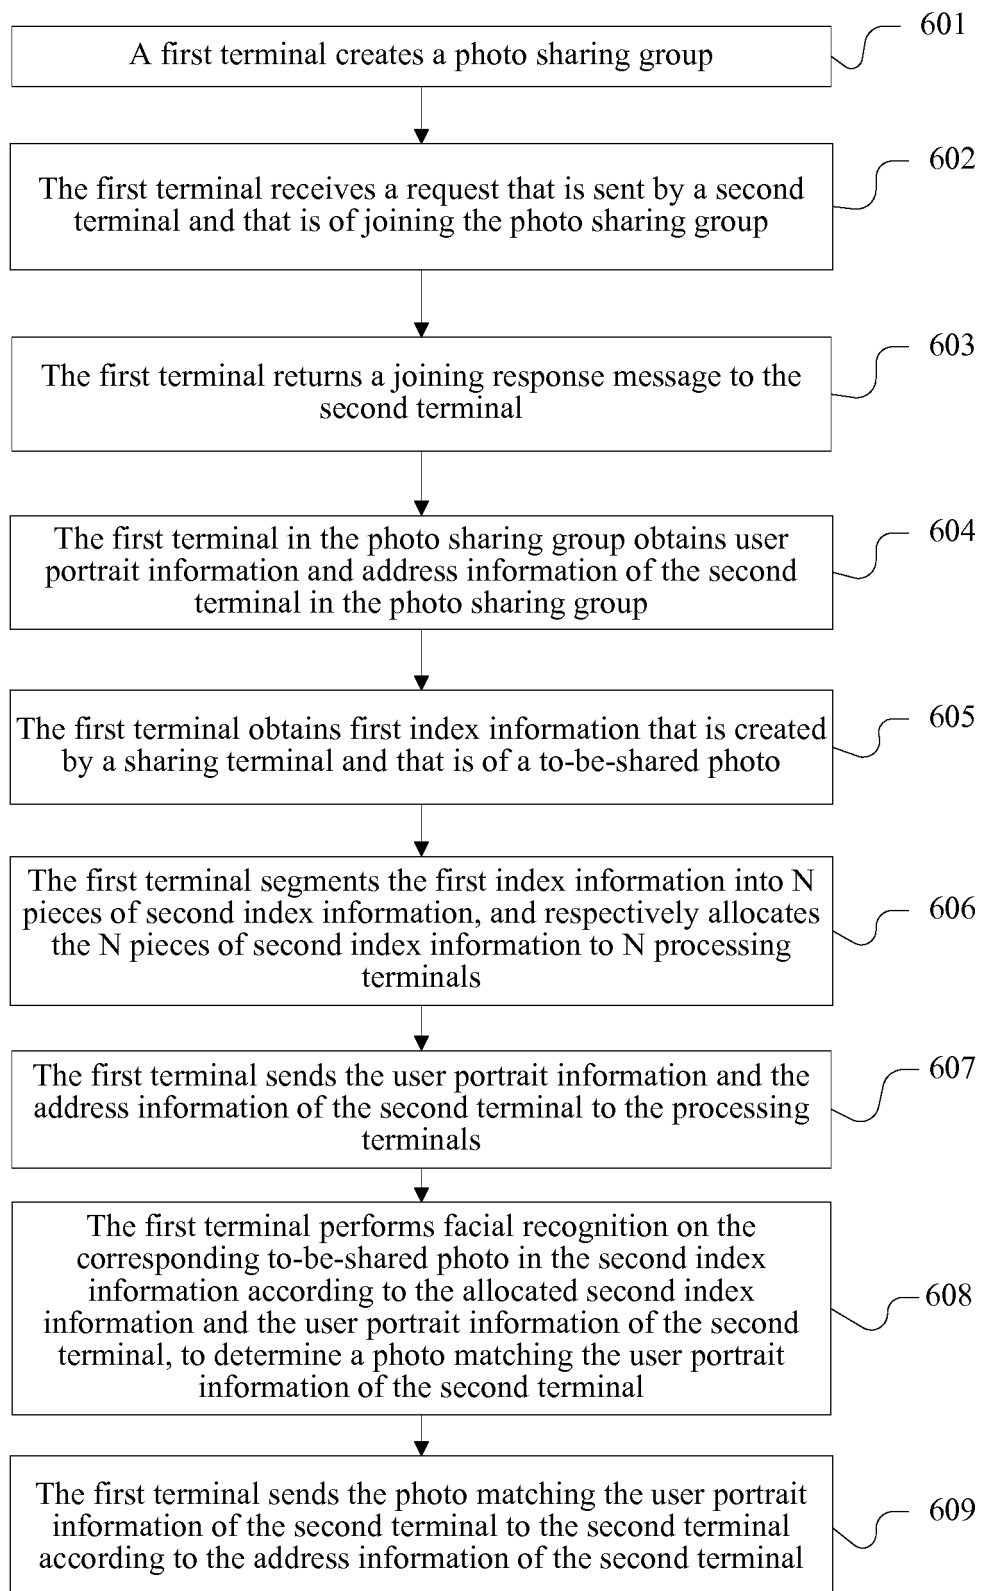 A first terminal creates a photo sharing group
601
The first terminal receives a request that is sent by a second
terminal and that is of joining the photo sharing group
602
The first terminal returns a joining response message to the
second terminal
603
The first terminal in the photo sharing group obtains user
portrait information and address information of the second
terminal in the photo sharing group
604
The first terminal obtains first index information that is created
by a sharing terminal and that is of a to-be-shared photo
605
The first terminal segments the first index information into N
pieces of second index information, and respectively allocates
the N pieces of second index information to N processing
terminals
606
The first terminal sends the user portrait information and the
address information of the second terminal to the processing
terminals
607
The first terminal performs facial recognition on the
corresponding to-be-shared photo in the second index
information according to the allocated second index
information and the user portrait information of the second
terminal, to determine a photo matching the user portrait
information of the second terminal
608
The first terminal sends the photo matching the user portrait
information of the second terminal to the second terminal
according to the address information of the second terminal
609